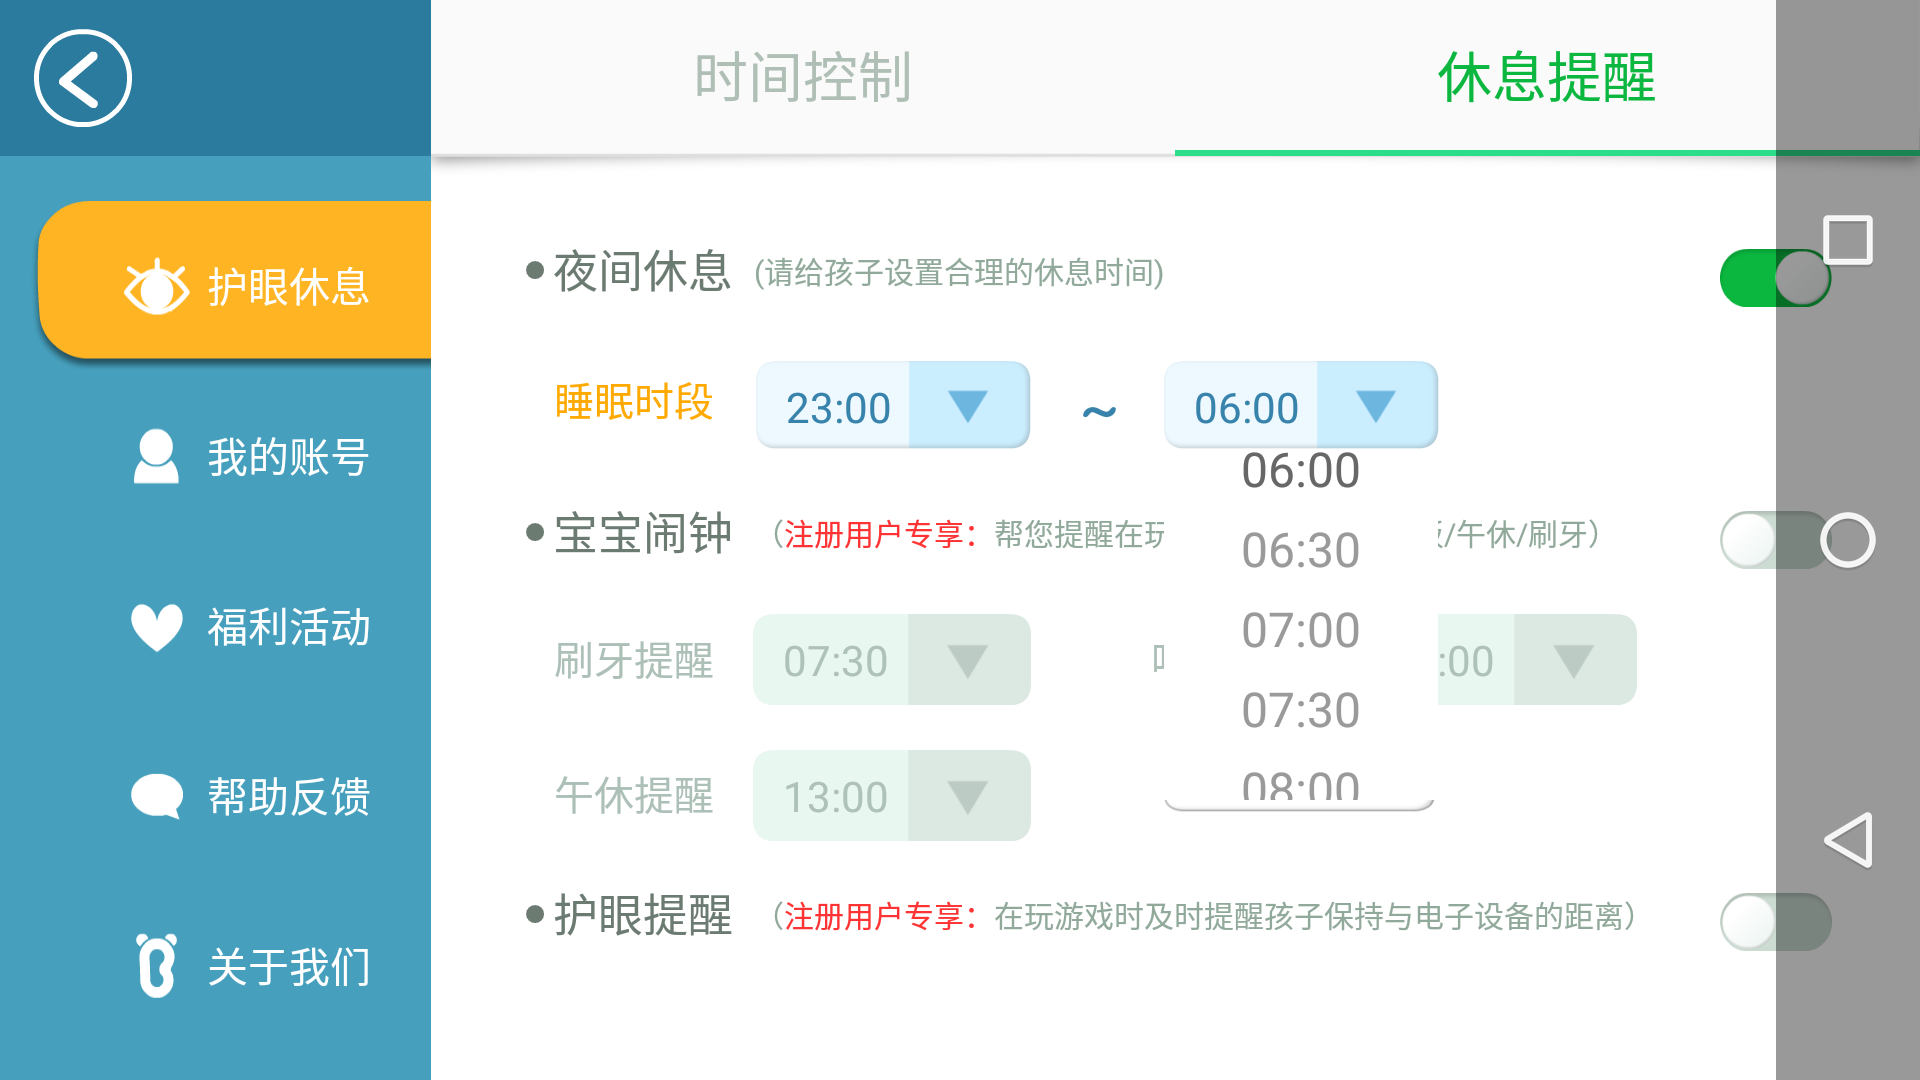 时间控制
休息提醒
护眼休息
我的账号
福利活动
帮助反馈
关于我们
夜间休息 (请给孩子设置合理的休息时间)
睡眠时段 23:00 ~ 06:00
06:00
06:30
07:00
07:30
08:00
宝宝闹钟 （注册用户专享：帮您提醒在玩 /午休/刷牙）
刷牙提醒 07:30 :00
午休提醒 13:00
护眼提醒 （注册用户专享：在玩游戏时及时提醒孩子保持与电子设备的距离）